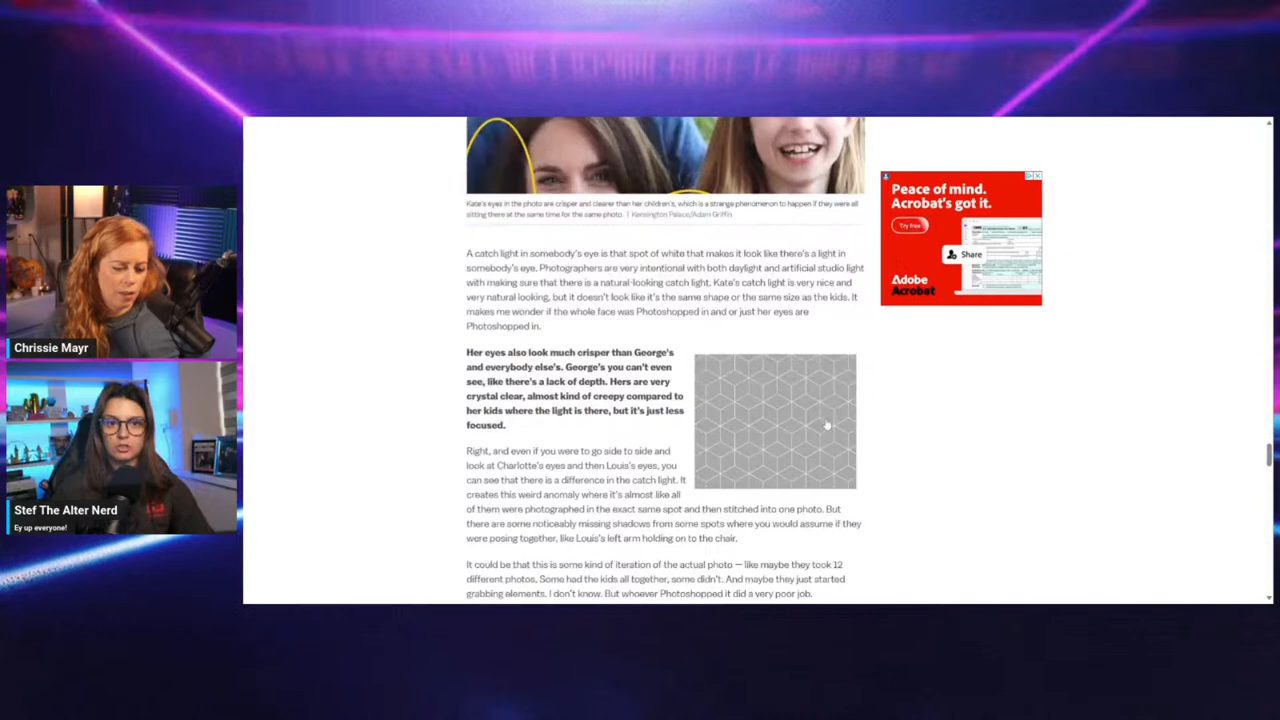 Kate's eyes in the photo are crisper and clearer than her children's, which is a strange phenomenon to happen if they were all
sitting there at the same time for the same photo. | Kensington Palace/Adam Griffin
A catch light in somebody's eye is that spot of white that makes it look like there's a light in
somebody's eye. Photographers are very intentional with both daylight and artificial studio light
with making sure that there is a natural-looking catch light. Kate's catch light is very nice and
very natural looking, but it doesn't look like it's the same shape or the same size as the kids. It
makes me wonder if the whole face was Photoshopped in and or just her eyes are
Photoshopped in.
Her eyes also look much crisper than George's
and everybody else's. George's you can't even
see, like there's a lack of depth. Hers are very
crystal clear, almost kind of creepy compared to
her kids where the light is there, but it's just less
focused.
Right, and even if you were to go side to side and
look at Charlotte's eyes and then Louis's eyes, you
can see that there is a difference in the catch light. It
creates this weird anomaly where it's almost like all
of them were photographed in the exact same spot and then stitched into one photo. But
there are some noticeably missing shadows from some spots where you would assume if they
were posing together, like Louis's left arm holding on to the chair.
It could be that this is some kind of iteration of the actual photo — like maybe they took 12
different photos. Some had the kids all together, some didn't. And maybe they just started
grabbing elements. I don't know. But whoever Photoshopped it did a very poor job.
Peace of mind.
Acrobat's got it.
Try free
Share
Adobe
Acrobat
Chrissie Mayr
Stef The Alter Nerd
Ey up everyone!